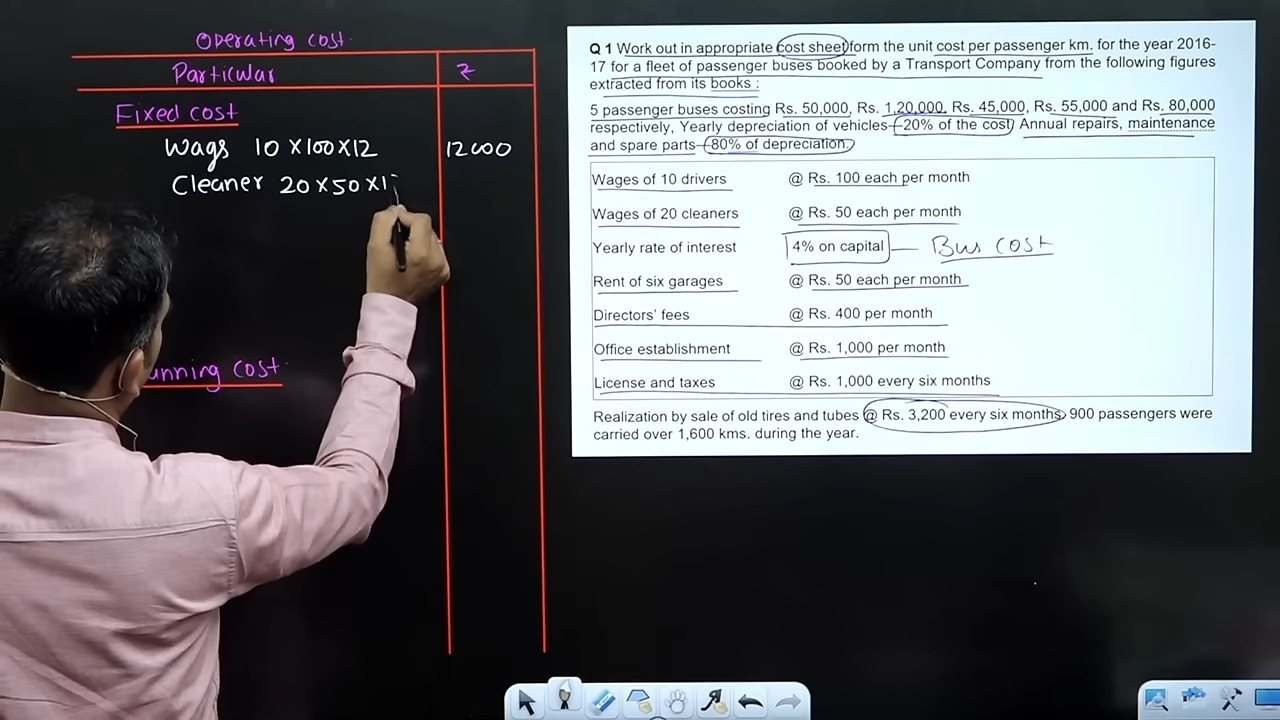 Operating cost.
Particular ₹
Fixed cost
Wags 10 × 100 × 12 12000
Cleaner 20 × 50 × 1
unning cost.
Q 1 Work out in appropriate cost sheet form the unit cost per passenger km. for the year 2016-
17 for a fleet of passenger buses booked by a Transport Company from the following figures
extracted from its books :
5 passenger buses costing Rs. 50,000, Rs. 1,20,000, Rs. 45,000, Rs. 55,000 and Rs. 80,000
respectively, Yearly depreciation of vehicles-20% of the cost, Annual repairs, maintenance
and spare parts-80% of depreciation.
Wages of 10 drivers @ Rs. 100 each per month
Wages of 20 cleaners @ Rs. 50 each per month
Yearly rate of interest 4% on capital — Bus cost
Rent of six garages @ Rs. 50 each per month
Directors' fees @ Rs. 400 per month
Office establishment @ Rs. 1,000 per month
License and taxes @ Rs. 1,000 every six months
Realization by sale of old tires and tubes @ Rs. 3,200 every six months, 900 passengers were
carried over 1,600 kms. during the year.